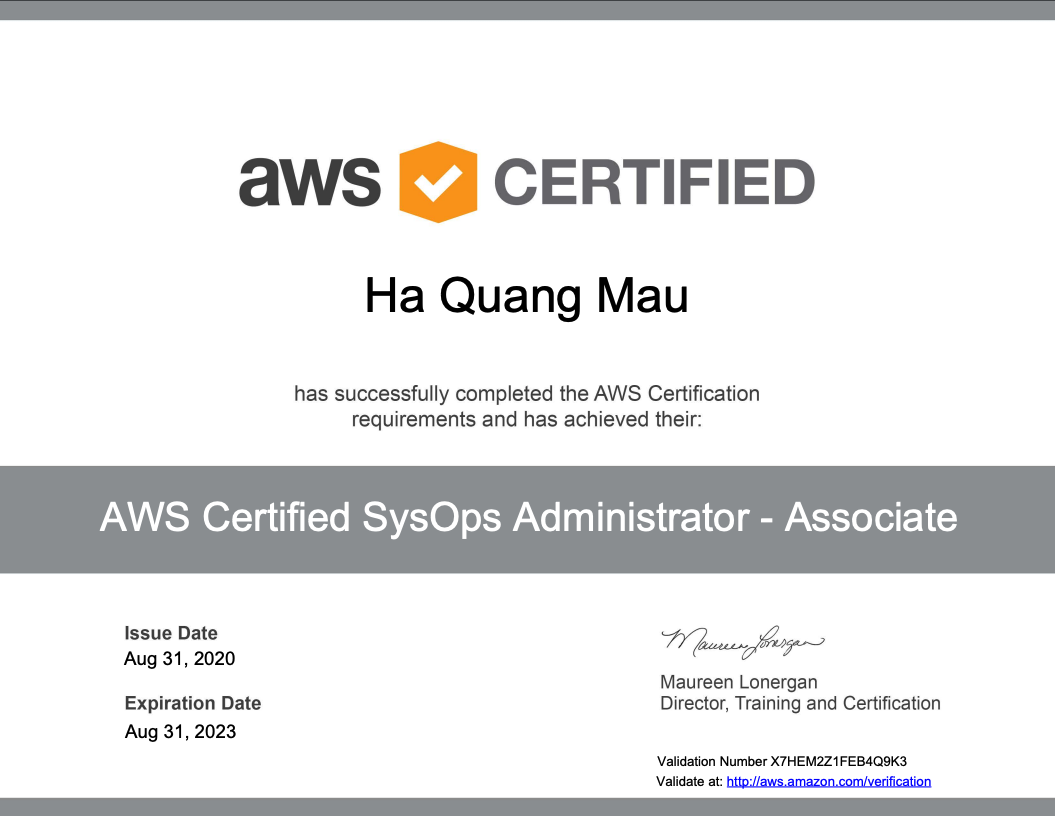 aws CERTIFIED
Ha Quang Mau
has successfully completed the AWS Certification
requirements and has achieved their:
AWS Certified SysOps Administrator - Associate
Issue Date
Aug 31, 2020
Expiration Date
Aug 31, 2023
Maureen Lonergan
Maureen Lonergan
Director, Training and Certification
Validation Number X7HEM2Z1FEB4Q9K3
Validate at: http://aws.amazon.com/verification